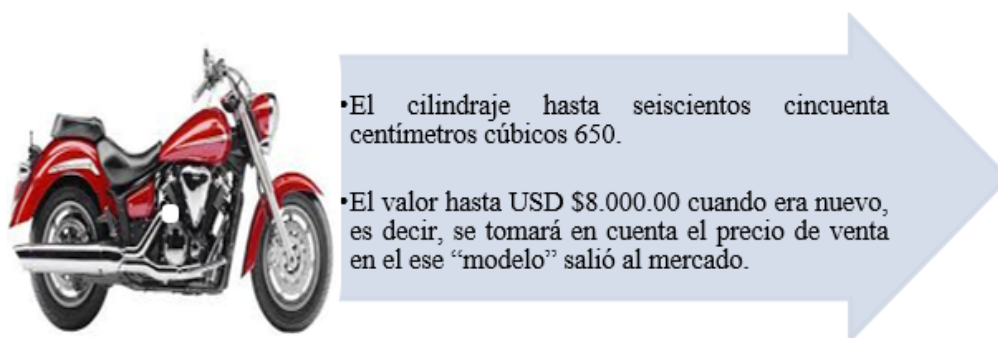 •El cilindraje hasta seiscientos cincuenta
centímetros cúbicos 650.
•El valor hasta USD $8.000.00 cuando era nuevo,
es decir, se tomará en cuenta el precio de venta
en el ese “modelo” salió al mercado.